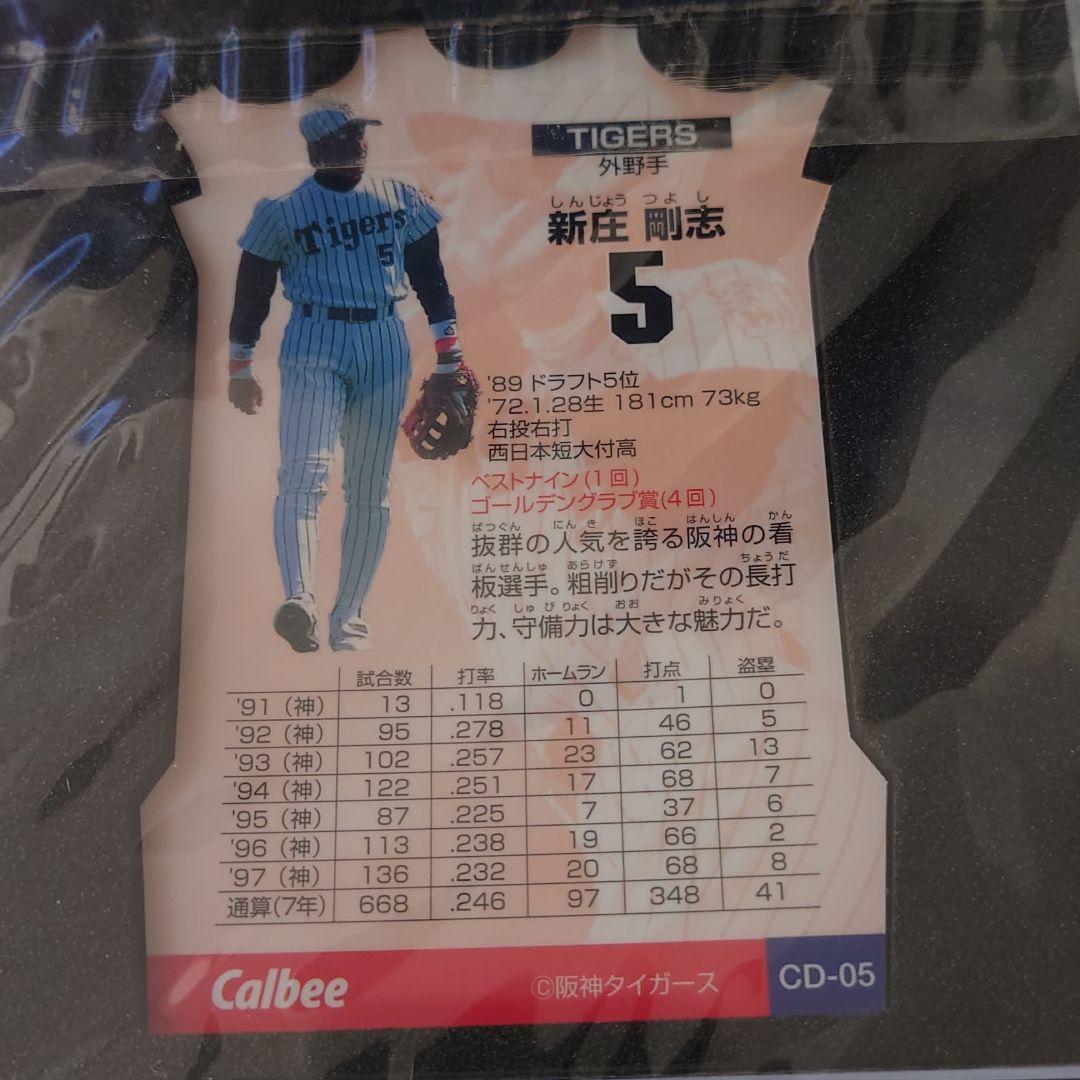 Tigers
5
TIGERS
外野手
しんじょう つよし
新庄 剛志
5
'89 ドラフト5位
'72.1.28生 181cm 73kg
右投右打
西日本短大付高
ベストナイン(1回)
ゴールデングラブ賞(4回)
ばつぐん にんき ほこ はんしん かん
抜群の人気を誇る阪神の看
ばんせんしゅ あらけず ちょうだ
板選手。粗削りだがその長打
りょく しゅびりょく おお みりょく
力、守備力は大きな魅力だ。
試合数 打率 ホームラン 打点 盗塁
'91(神) 13 .118 0 1 0
'92(神) 95 .278 11 46 5
'93(神) 102 .257 23 62 13
'94(神) 122 .251 17 68 7
'95(神) 87 .225 7 37 6
'96(神) 113 .238 19 66 2
'97(神) 136 .232 20 68 8
通算(7年) 668 .246 97 348 41
Calbee ©阪神タイガース CD-05